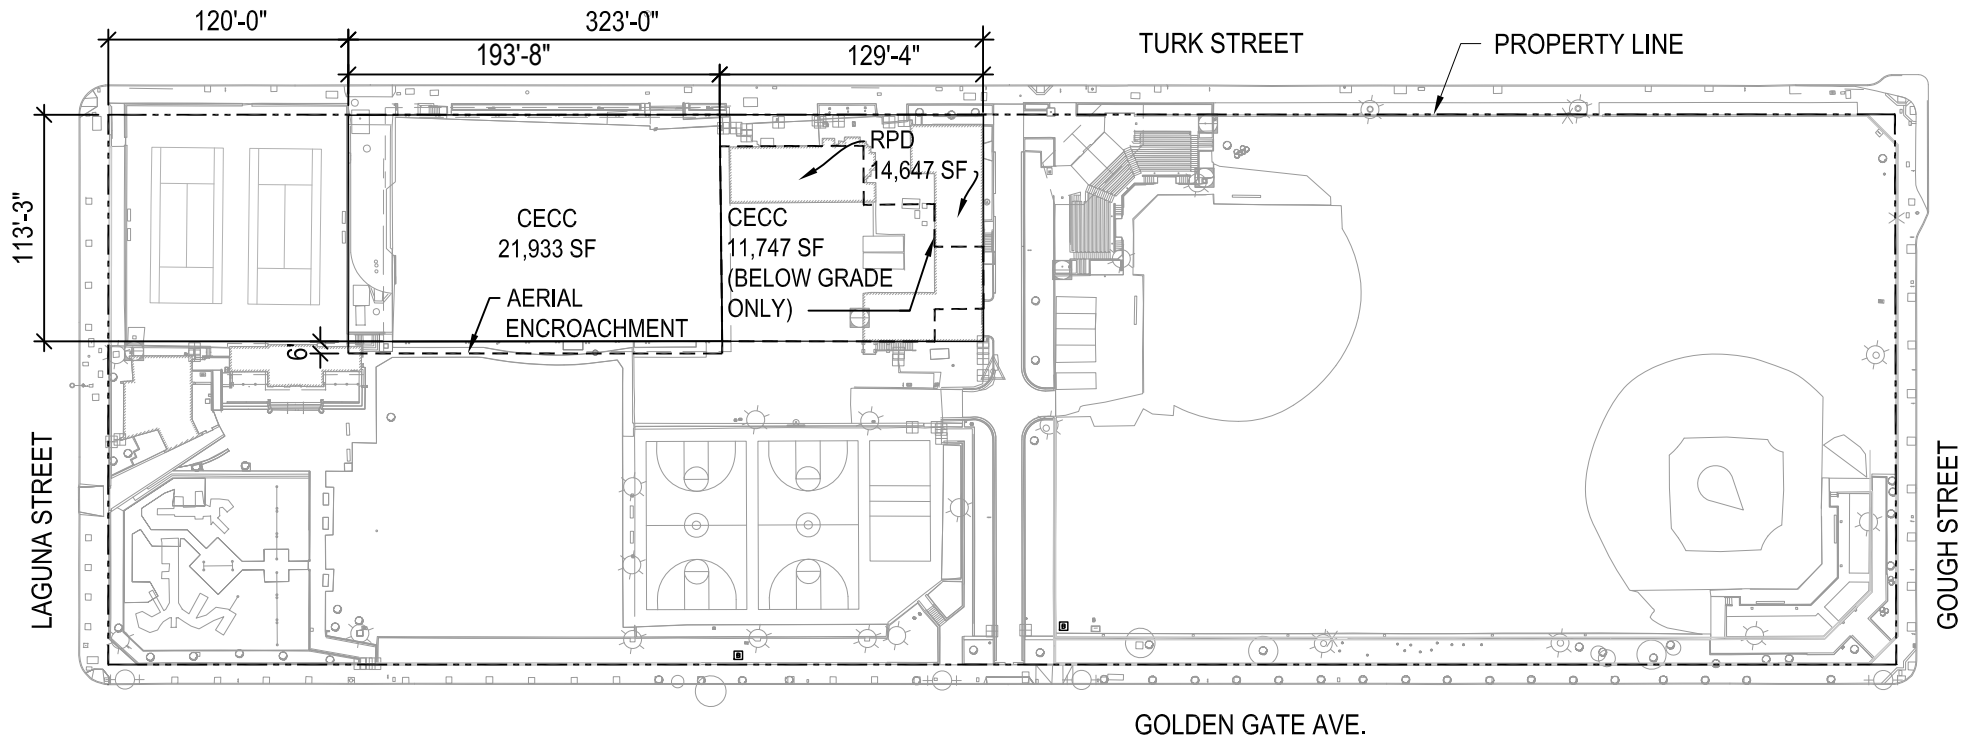 120'-0"
323'-0"
193'-8"
129'-4"
TURK STREET
PROPERTY LINE
113'-3"
RPD
14,647 SF
CECC
21,933 SF
CECC
11,747 SF
(BELOW GRADE
ONLY)
AERIAL
ENCROACHMENT
6'
LAGUNA STREET
GOUGH STREET
GOLDEN GATE AVE.